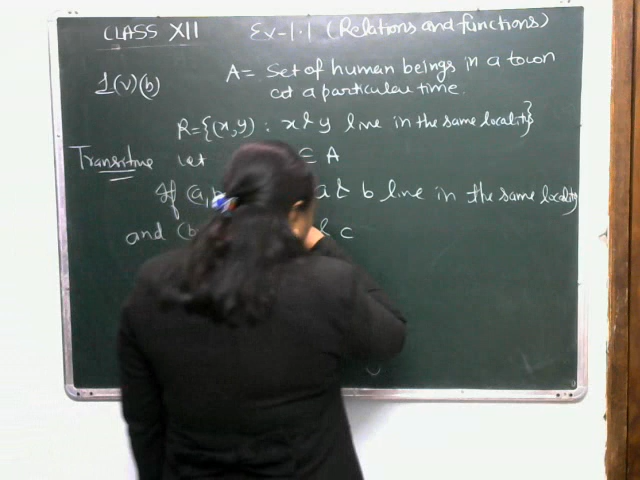 CLASS XII Ex-1.1 (Relations and functions)
1(v)(b) A = Set of human beings in a town
at a particular time.
R = {(x,y) : x & y live in the same locality}
Transitive Let ∈ A
If (a, a & b live in the same locality
and (b & c